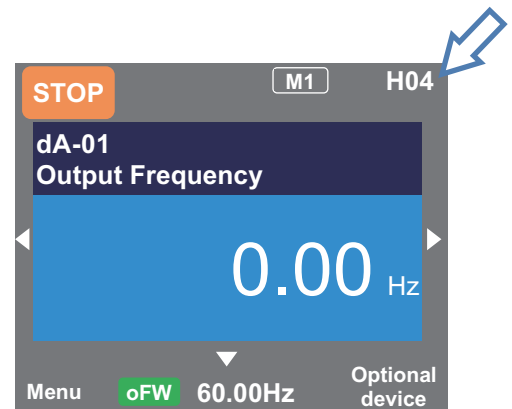 STOP
M1
H04
dA-01
Output Frequency
0.00 Hz
Menu
oFW
60.00Hz
Optional
device